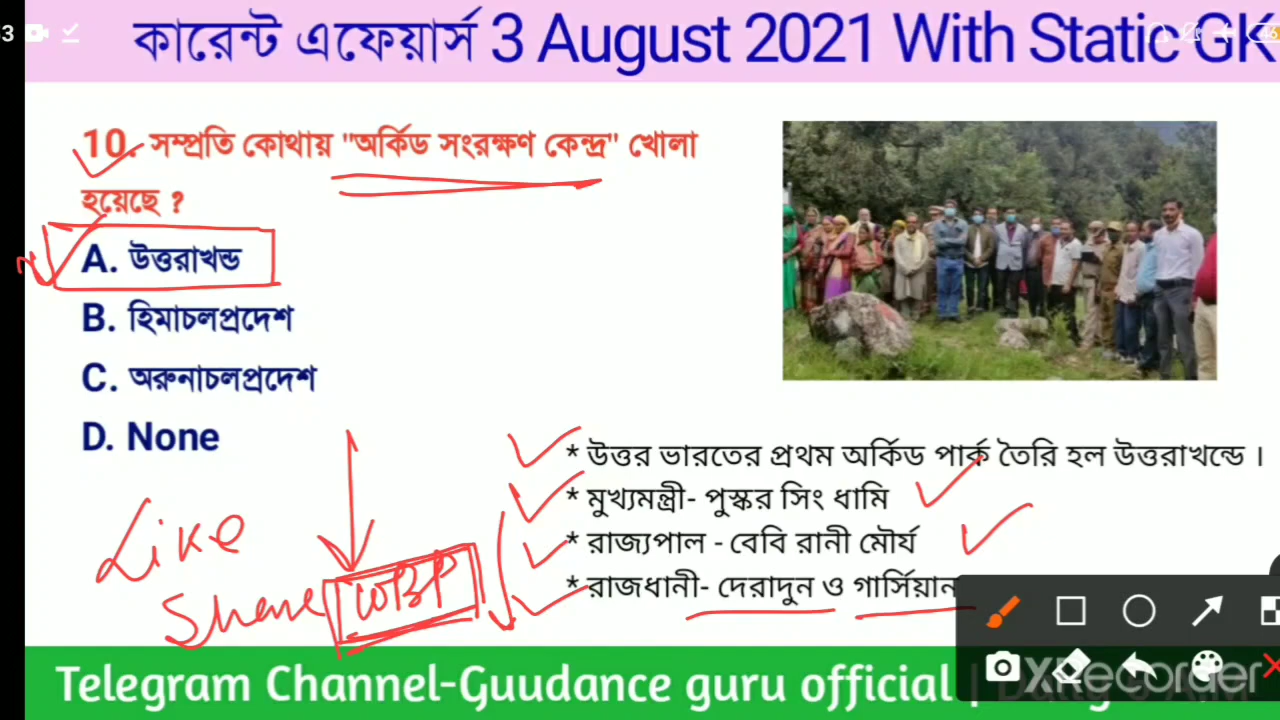 কারেন্ট এফেয়ার্স 3 August 2021 With Static GK
10. সম্প্রতি কোথায় "অর্কিড সংরক্ষণ কেন্দ্র" খোলা
হয়েছে ?
A. উত্তরাখন্ড
B. হিমাচলপ্রদেশ
C. অরুনাচলপ্রদেশ
D. None
* উত্তর ভারতের প্রথম অর্কিড পার্ক তৈরি হল উত্তরাখন্ডে ।
* মুখ্যমন্ত্রী- পুস্কর সিং ধামি
* রাজ্যপাল - বেবি রানী মৌর্য
* রাজধানী- দেরাদুন ও গার্সিয়ান
Like
Share
Telegram Channel-Guudance guru official
XRecorder